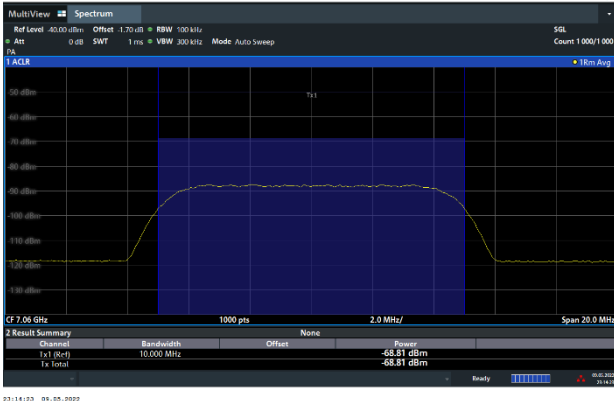 MultiView Spectrum
Ref Level -40.00 dBm Offset -1.70 dB RBW 100 kHz SGL
Att 0 dB SWT 1 ms VBW 300 kHz Mode Auto Sweep Count 1000/1000
PA
1 ACLR 1Rm Avg
-50 dBm
Tx1
-60 dBm
-70 dBm
-80 dBm
-90 dBm
-100 dBm
-110 dBm
-120 dBm
-130 dBm
CF 7.06 GHz 1000 pts 2.0 MHz/ Span 20.0 MHz
2 Result Summary None
Channel Bandwidth Offset Power
Tx1 (Ref) 10.000 MHz -68.81 dBm
Tx Total -68.81 dBm
Ready 09.03.2022
23:14:23